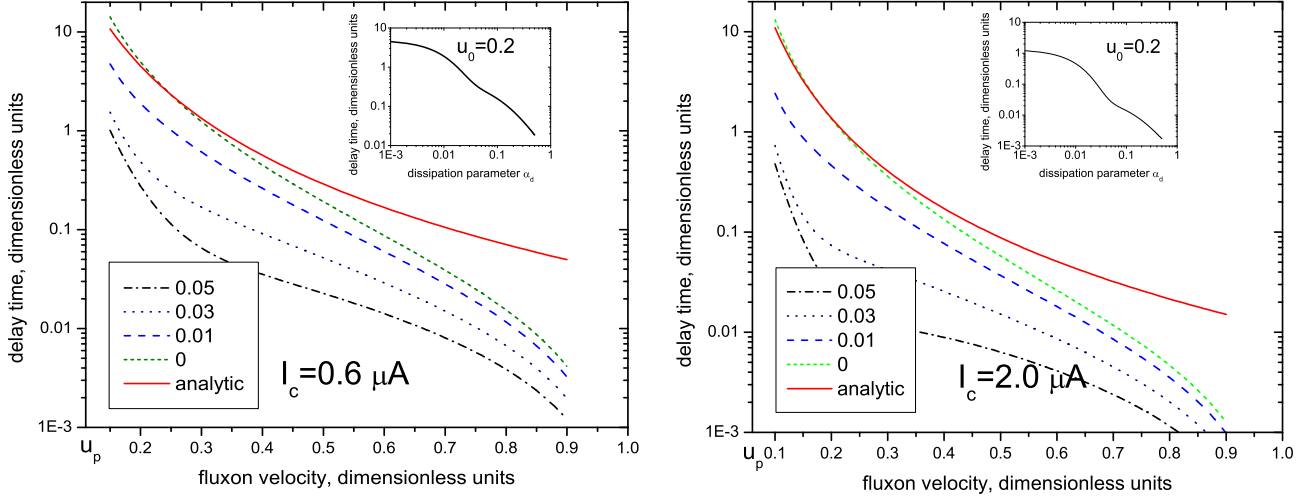 delay time, dimensionless units
10
1
0.1
0.01
1E-3
u_p
0.2
0.3
0.4
0.5
0.6
0.7
0.8
0.9
1.0
fluxon velocity, dimensionless units
0.05
0.03
0.01
0
analytic
I_c=0.6 μA
delay time, dimensionless units
10
1
0.1
0.01
1E-3
0.01
0.1
1
u_0=0.2
dissipation parameter α_d
delay time, dimensionless units
10
1
0.1
0.01
1E-3
u_p
0.1
0.2
0.3
0.4
0.5
0.6
0.7
0.8
0.9
1.0
fluxon velocity, dimensionless units
0.05
0.03
0.01
0
analytic
I_c=2.0 μA
delay time, dimensionless units
10
1
0.1
0.01
1E-3
1E-3
0.01
0.1
1
u_0=0.2
dissipation parameter α_d